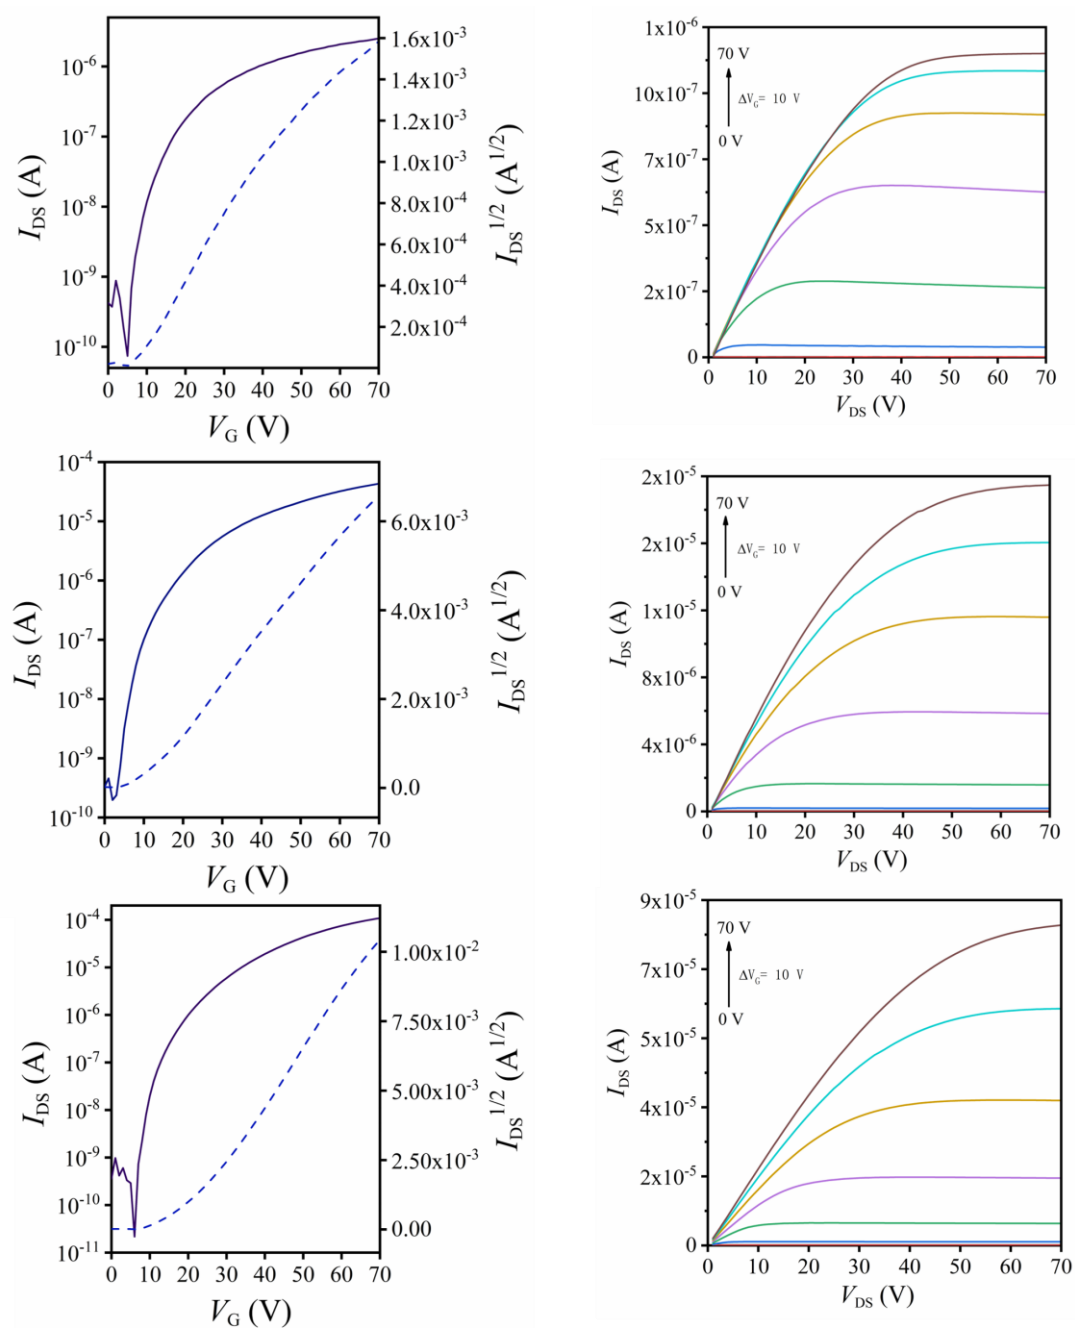 10⁻⁶
10⁻⁷
10⁻⁸
10⁻⁹
10⁻¹⁰
I_DS (A)
1.6x10⁻³
1.4x10⁻³
1.2x10⁻³
1.0x10⁻³
8.0x10⁻⁴
6.0x10⁻⁴
4.0x10⁻⁴
2.0x10⁻⁴
I_DS^1/2 (A^1/2)
0 10 20 30 40 50 60 70
V_G (V)
1x10⁻⁶
10x10⁻⁷
7x10⁻⁷
5x10⁻⁷
2x10⁻⁷
0
I_DS (A)
70 V
ΔV_G= 10 V
0 V
0 10 20 30 40 50 60 70
V_DS (V)
10⁻⁴
10⁻⁵
10⁻⁶
10⁻⁷
10⁻⁸
10⁻⁹
10⁻¹⁰
I_DS (A)
6.0x10⁻³
4.0x10⁻³
2.0x10⁻³
0.0
I_DS^1/2 (A^1/2)
0 10 20 30 40 50 60 70
V_G (V)
2x10⁻⁵
2x10⁻⁵
1x10⁻⁵
8x10⁻⁶
4x10⁻⁶
0
I_DS (A)
70 V
ΔV_G= 10 V
0 V
0 10 20 30 40 50 60 70
V_DS (V)
10⁻⁴
10⁻⁵
10⁻⁶
10⁻⁷
10⁻⁸
10⁻⁹
10⁻¹⁰
10⁻¹¹
I_DS (A)
1.00x10⁻²
7.50x10⁻³
5.00x10⁻³
2.50x10⁻³
0.00
I_DS^1/2 (A^1/2)
0 10 20 30 40 50 60 70
V_G (V)
9x10⁻⁵
7x10⁻⁵
5x10⁻⁵
4x10⁻⁵
2x10⁻⁵
0
I_DS (A)
70 V
ΔV_G= 10 V
0 V
0 10 20 30 40 50 60 70
V_DS (V)